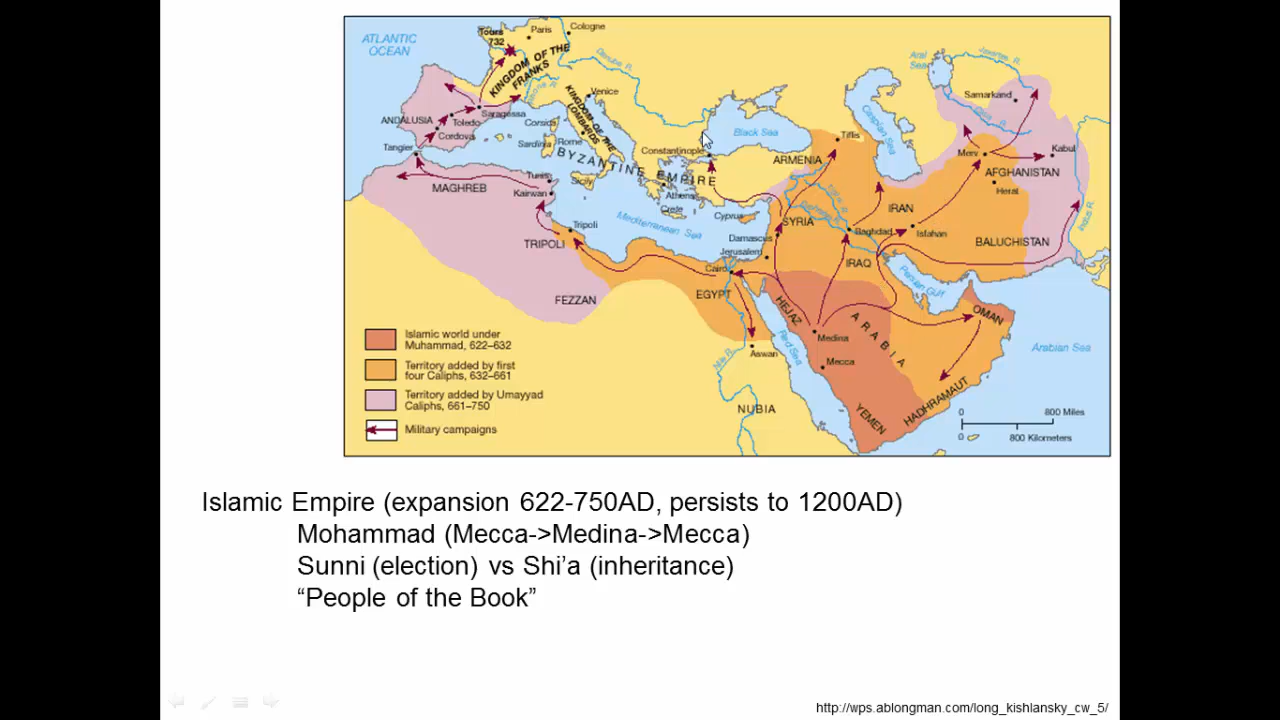 ATLANTIC
OCEAN
Tours
732
Paris
Cologne
KINGDOM OF THE
FRANKS
Danube R.
Venice
KINGDOM OF THE
LOMBARDS
Corsica
Sardinia
Rome
Saragossa
ANDALUSIA
Toledo
Cordova
Tangier
MAGHREB
Tunis
Kairwan
Sicily
BYZANTINE EMPIRE
Constantinople
Black Sea
Athens
Crete
Mediterranean Sea
Cyprus
Tripoli
TRIPOLI
FEZZAN
Cairo
EGYPT
Aswan
Nile R.
NUBIA
Red Sea
Jerusalem
Damascus
SYRIA
ARMENIA
Tiflis
Caspian Sea
Aral
Sea
Jaxartes R.
Samarkand
Merv
Kabul
AFGHANISTAN
Herat
IRAN
Baghdad
Isfahan
IRAQ
BALUCHISTAN
Indus R.
Persian Gulf
HEJAZ
Medina
Mecca
ARABIA
OMAN
HADHRAMAUT
YEMEN
Arabian Sea
0 800 Miles
0 800 Kilometers
Islamic world under
Muhammad, 622–632
Territory added by first
four Caliphs, 632–661
Territory added by Umayyad
Caliphs, 661–750
Military campaigns
Islamic Empire (expansion 622-750AD, persists to 1200AD)
Mohammad (Mecca->Medina->Mecca)
Sunni (election) vs Shi’a (inheritance)
“People of the Book”
http://wps.ablongman.com/long_kishlansky_cw_5/